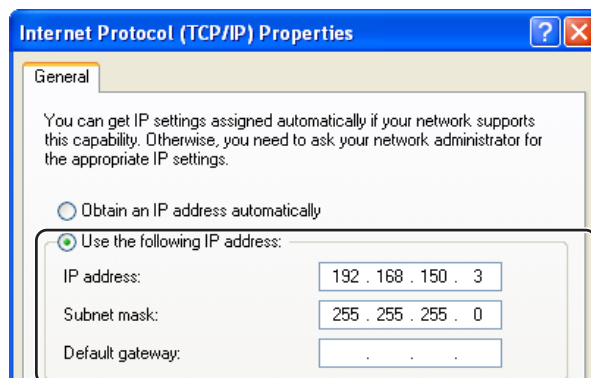 Internet Protocol (TCP/IP) Properties
General
You can get IP settings assigned automatically if your network supports
this capability. Otherwise, you need to ask your network administrator for
the appropriate IP settings.
Obtain an IP address automatically
Use the following IP address:
IP address: 192 . 168 . 150 . 3
Subnet mask: 255 . 255 . 255 . 0
Default gateway: . . .